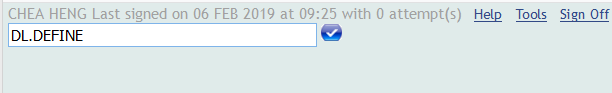 CHEA HENG Last signed on 06 FEB 2019 at 09:25 with 0 attempt(s) Help Tools Sign Off
DL.DEFINE